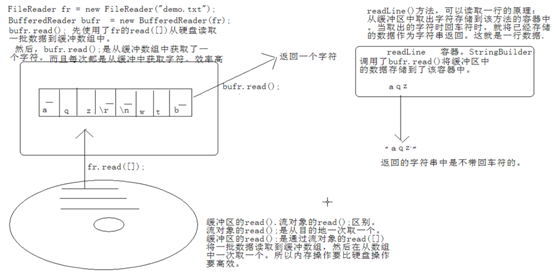 FileReader fr = new FileReader("demo.txt");
BufferedReader bufr = new BufferedReader(fr);
bufr.read(); 先使用了fr的read([])从硬盘读取
一批数据到缓冲数组中。
然后，bufr.read();是从缓冲数组中获取了一
个字符，而且每次都是从缓冲中获取字符。效率高
返回一个字符
bufr.read();
a q z \r \n w t b
fr.read([]);
readLine()方法，可以读取一行的原理：
从缓冲区中取出字符存储到该方法的容器中
，当取出的字符时回车符时，就将已经存储
的数据作为字符串返回。这就是一行数据.
readLine 容器。StringBuilder
调用了bufr.read()将缓冲区中
的数据存储到了该容器中。
a q z
"aqz"
返回的字符串中是不带回车符的。
缓冲区的read().流对象的read();区别。
流对象的read();是从目的地一次取一个。
缓冲区的read();是通过流对象的read([])
将一批数据读取到缓冲数组，然后在从数组
中一次取一个。所以内存操作要比硬盘操作
要高效。